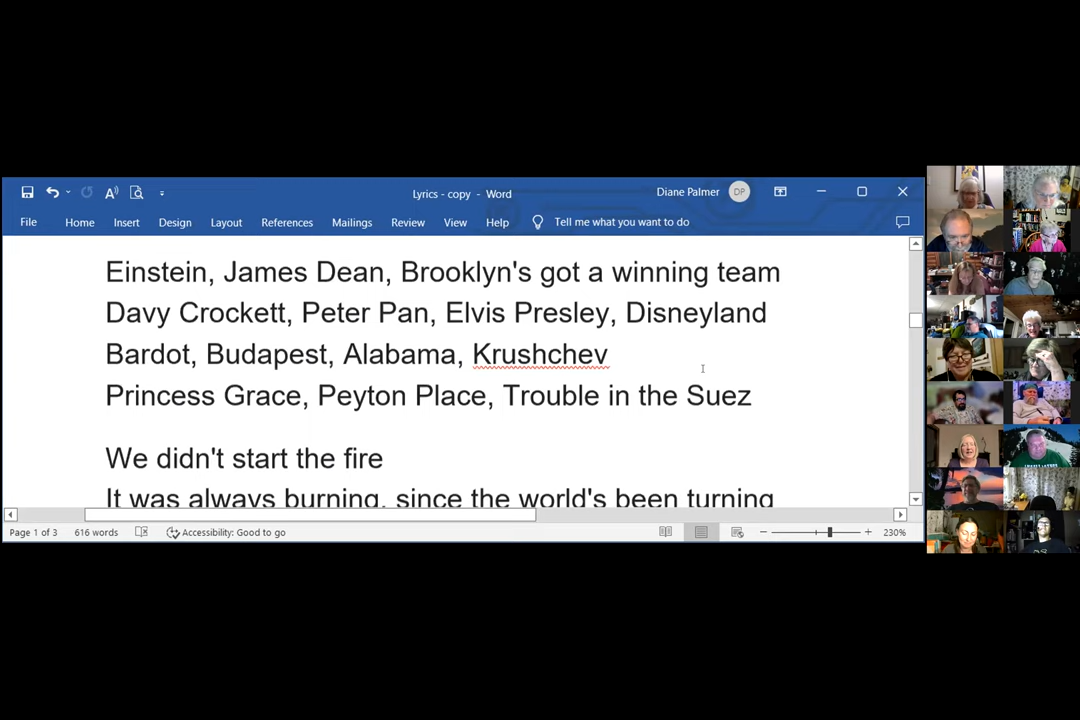 Lyrics - copy - Word
Diane Palmer DP
File Home Insert Design Layout References Mailings Review View Help Tell me what you want to do
Einstein, James Dean, Brooklyn's got a winning team
Davy Crockett, Peter Pan, Elvis Presley, Disneyland
Bardot, Budapest, Alabama, Krushchev
Princess Grace, Peyton Place, Trouble in the Suez
We didn't start the fire
It was always burning, since the world's been turning
Page 1 of 3 616 words Accessibility: Good to go 230%